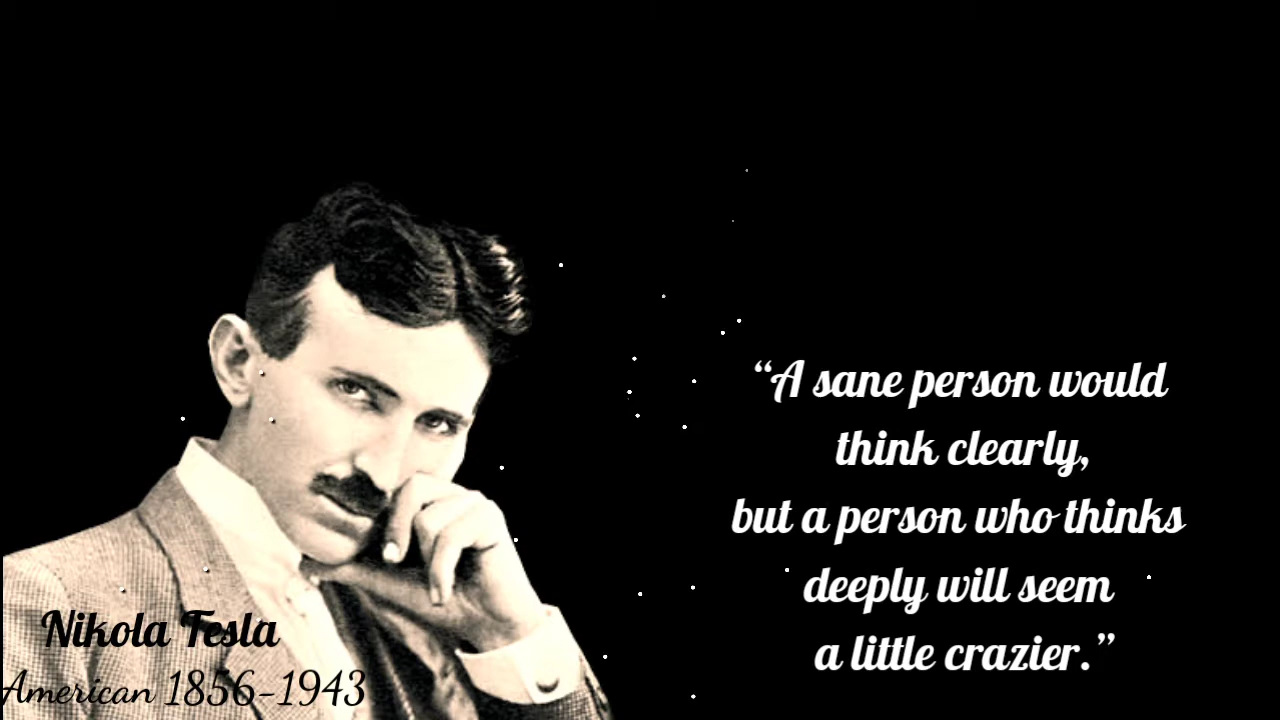 “A sane person would
think clearly,
but a person who thinks
deeply will seem
a little crazier.”
Nikola Tesla
American 1856-1943